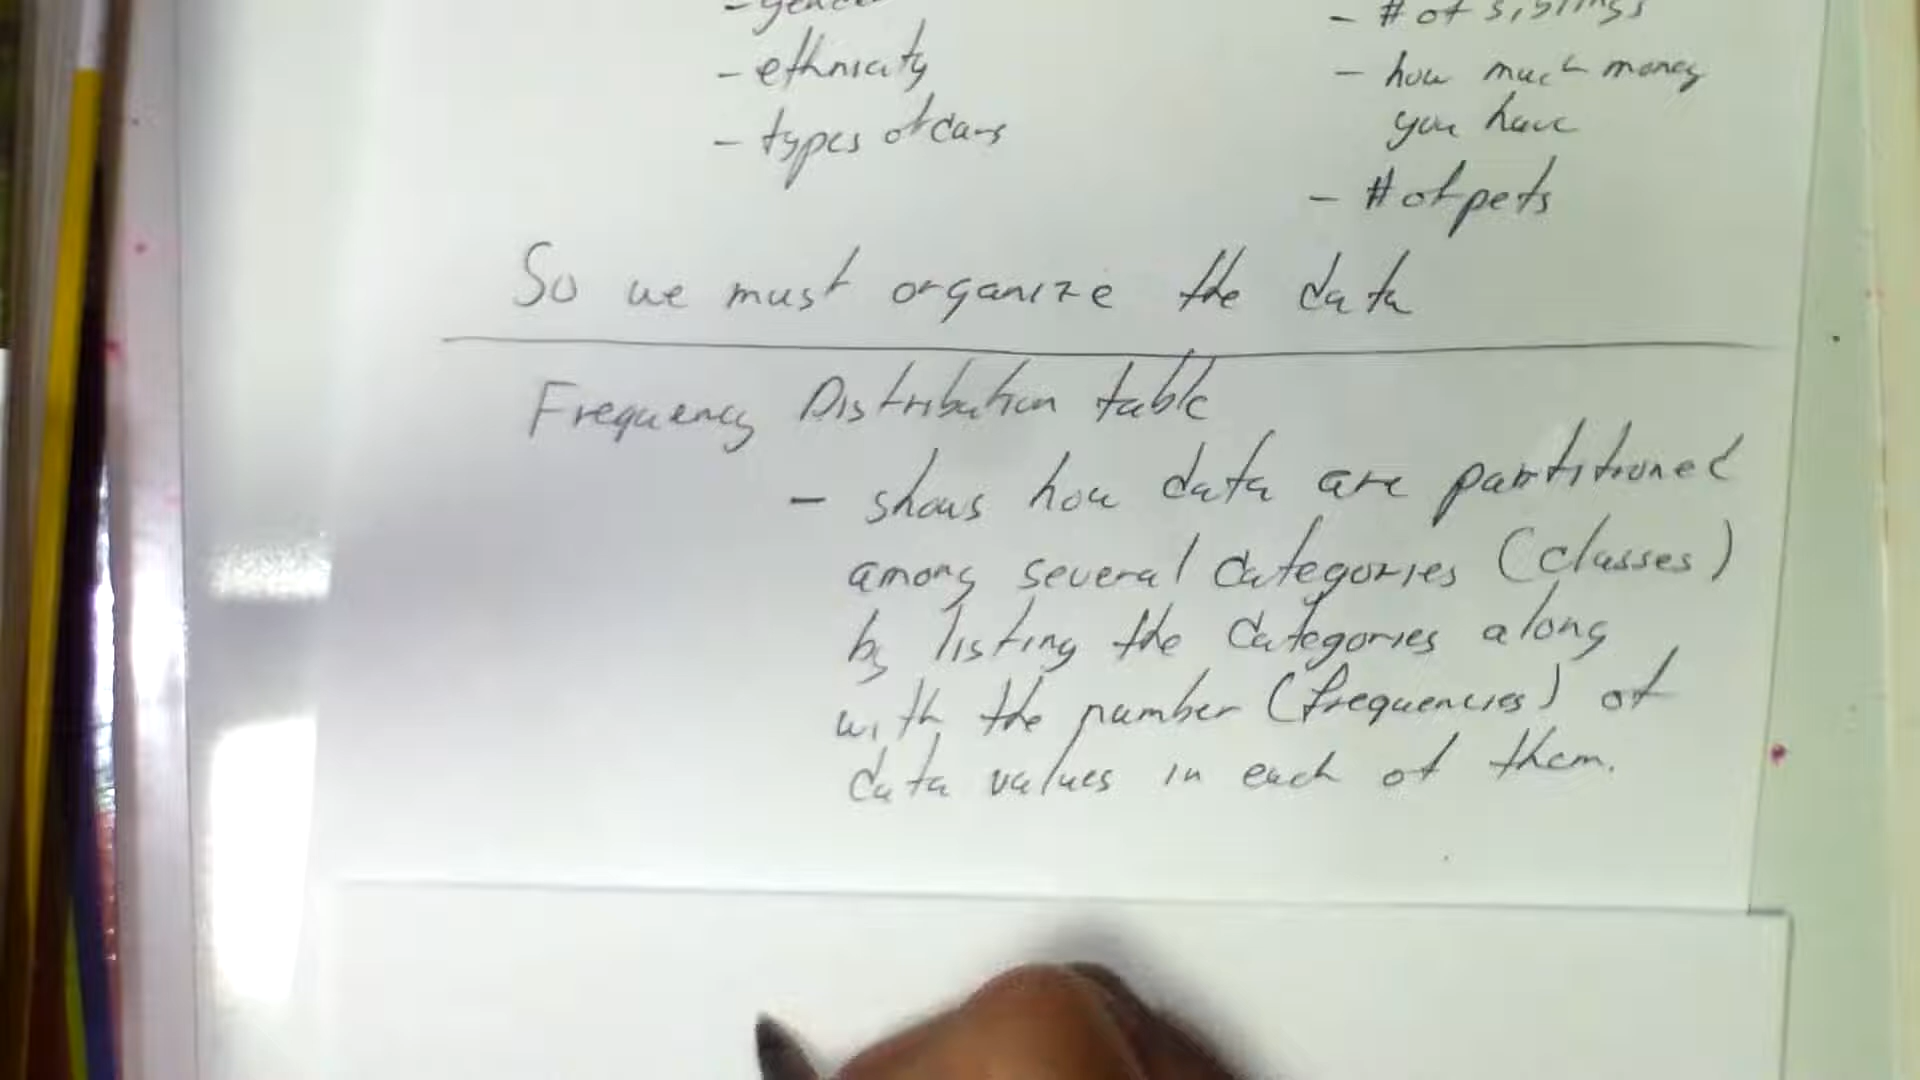 - gender
- ethnicity
- types of cars
- # of siblings
- how much money
you have
- # of pets
So we must organize the data
Frequency Distribution table
- shows how data are partitioned
among several categories (classes)
by listing the categories along
with the number (frequencies) of
data values in each of them.